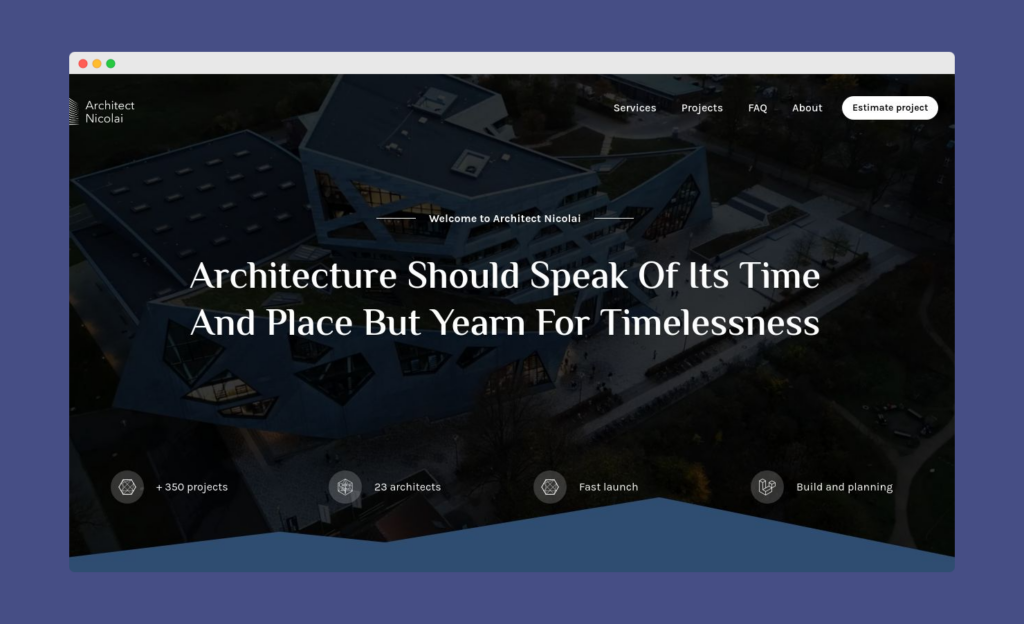 Architect
Nicolai
Services Projects FAQ About Estimate project
Welcome to Architect Nicolai
Architecture Should Speak Of Its Time
And Place But Yearn For Timelessness
+ 350 projects 23 architects Fast launch Build and planning